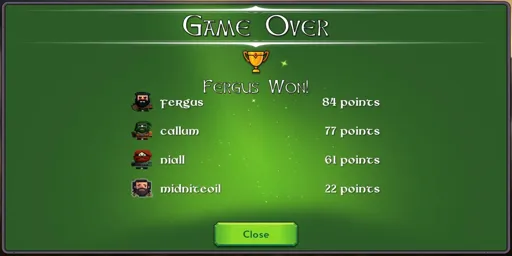 Game Over
Fergus Won!
fergus 84 points
callum 77 points
niall 61 points
midniteoil 22 points
Close